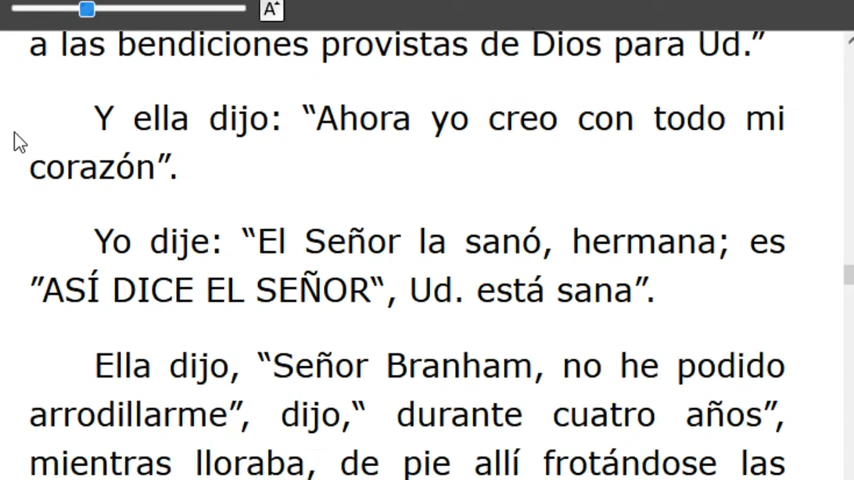 A
a las bendiciones provistas de Dios para Ud.”
Y ella dijo: “Ahora yo creo con todo mi
corazón”.
Yo dije: “El Señor la sanó, hermana; es
”ASÍ DICE EL SEÑOR“, Ud. está sana”.
Ella dijo, “Señor Branham, no he podido
arrodillarme”, dijo,“ durante cuatro años”,
mientras lloraba, de pie allí frotándose las